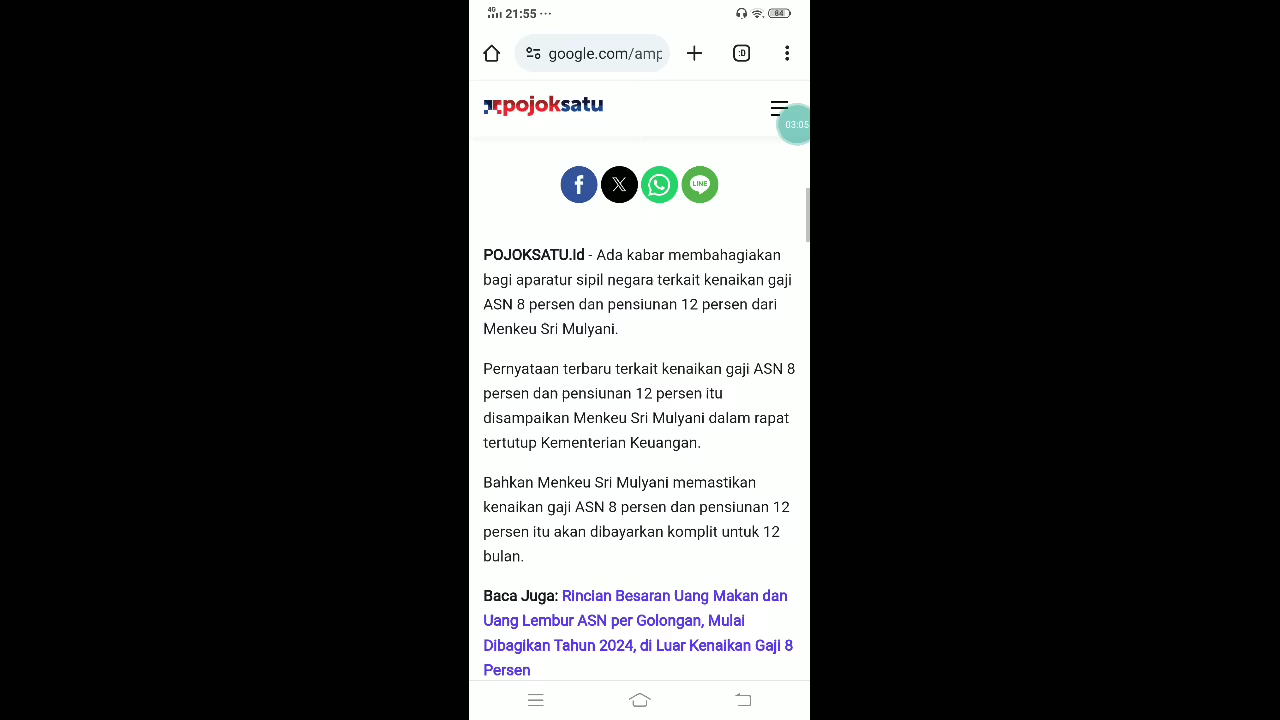 4G 21:55 ··· 84
google.com/amp :D
pojoksatu
03:05
LINE
POJOKSATU.id - Ada kabar membahagiakan
bagi aparatur sipil negara terkait kenaikan gaji
ASN 8 persen dan pensiunan 12 persen dari
Menkeu Sri Mulyani.
Pernyataan terbaru terkait kenaikan gaji ASN 8
persen dan pensiunan 12 persen itu
disampaikan Menkeu Sri Mulyani dalam rapat
tertutup Kementerian Keuangan.
Bahkan Menkeu Sri Mulyani memastikan
kenaikan gaji ASN 8 persen dan pensiunan 12
persen itu akan dibayarkan komplit untuk 12
bulan.
Baca Juga: Rincian Besaran Uang Makan dan
Uang Lembur ASN per Golongan, Mulai
Dibagikan Tahun 2024, di Luar Kenaikan Gaji 8
Persen